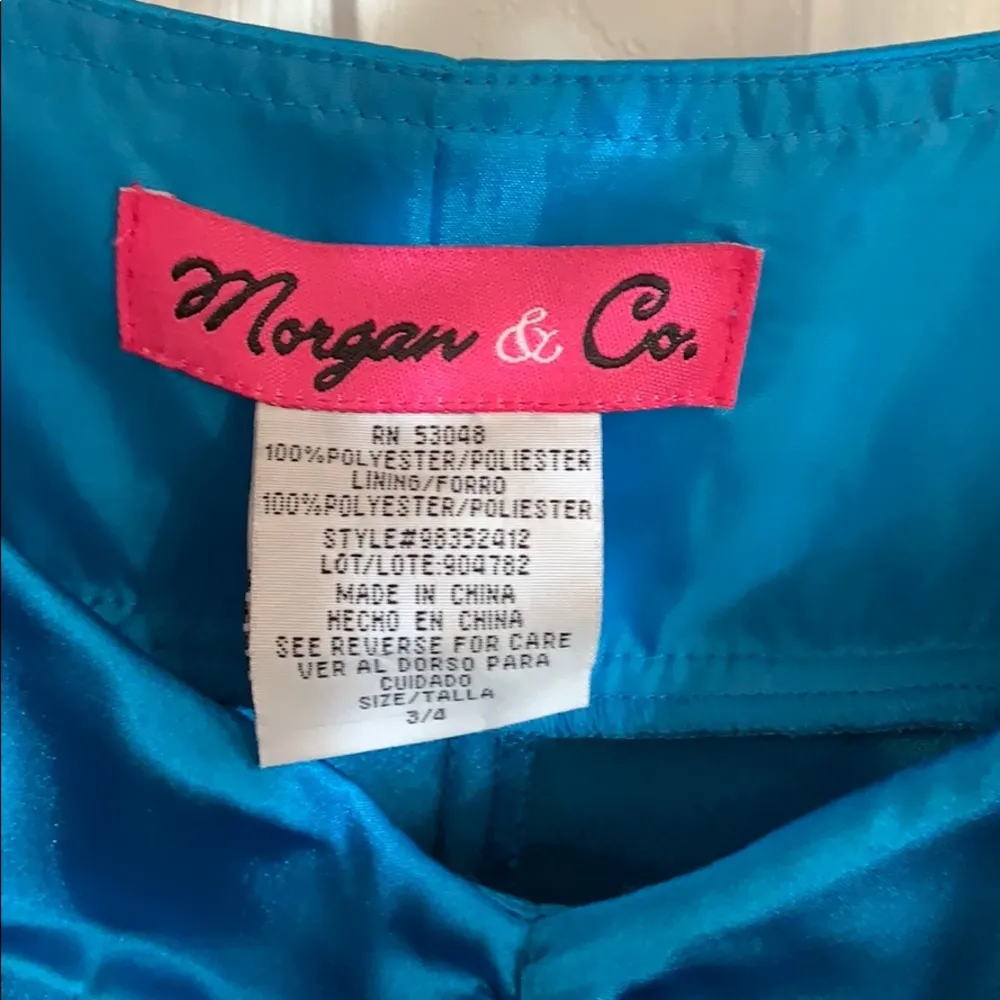 Morgan & Co.
RN 53048
100%POLYESTER/POLIESTER
LINING/FORRO
100%POLYESTER/POLIESTER
STYLE#98352412
LOT/LOTE:904782
MADE IN CHINA
HECHO EN CHINA
SEE REVERSE FOR CARE
VER AL DORSO PARA
CUIDADO
SIZE/TALLA
3/4